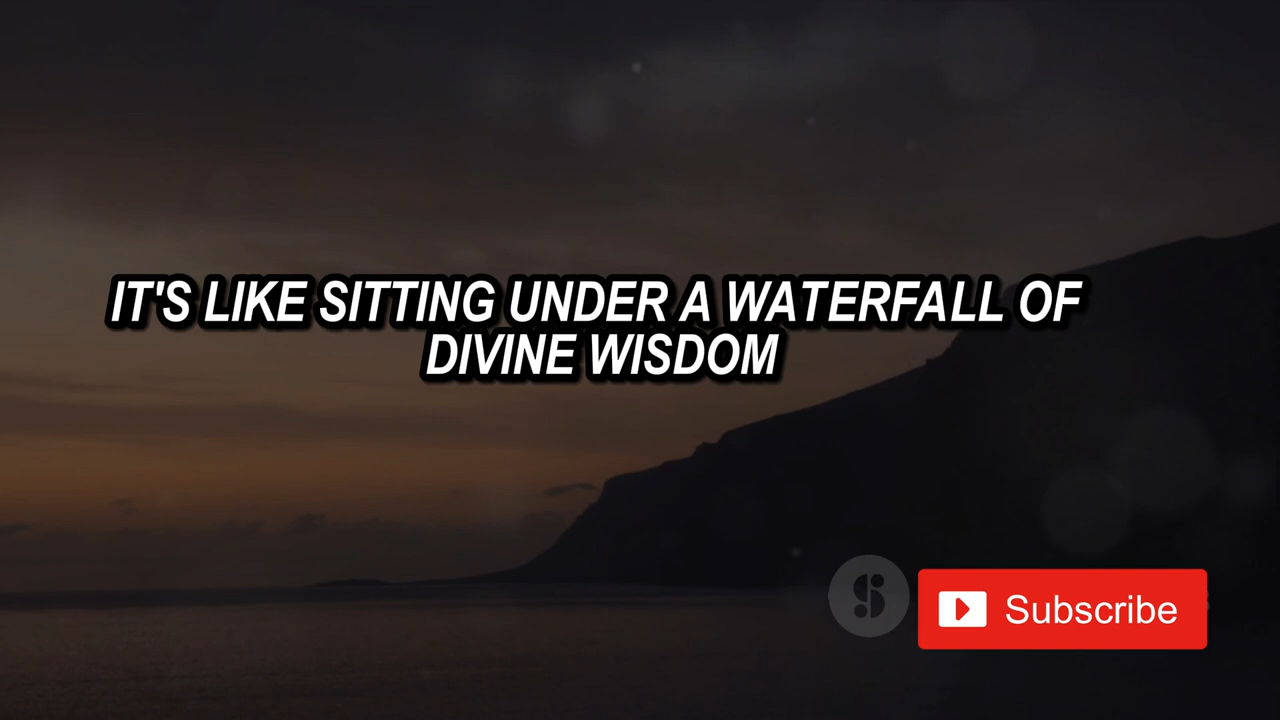 IT'S LIKE SITTING UNDER A WATERFALL OF
DIVINE WISDOM
Subscribe